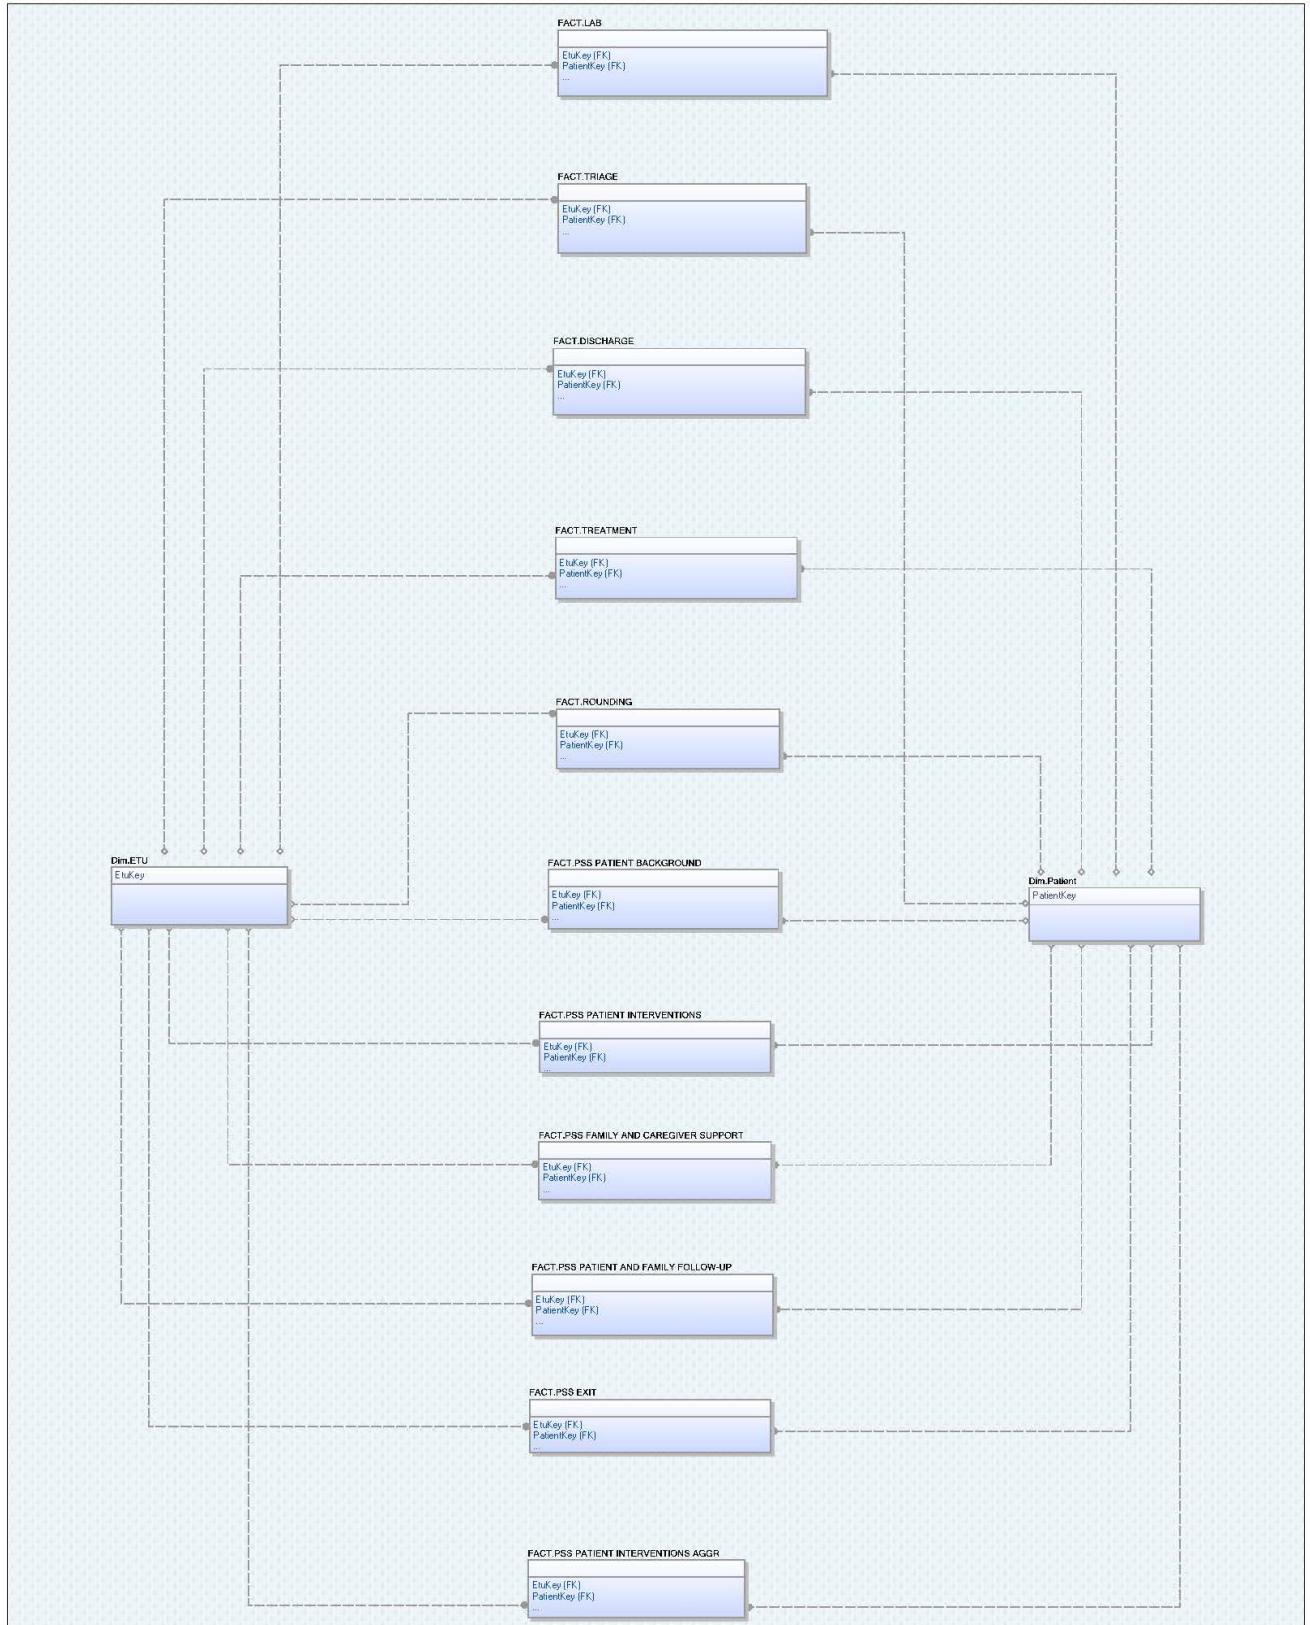 FACT.LAB
EtuKey (FK)
PatientKey (FK)
...
FACT.TRIAGE
EtuKey (FK)
PatientKey (FK)
...
FACT.DISCHARGE
EtuKey (FK)
PatientKey (FK)
...
FACT.TREATMENT
EtuKey (FK)
PatientKey (FK)
...
FACT.ROUNDING
EtuKey (FK)
PatientKey (FK)
...
Dim.ETU
EtuKey
FACT.PSS PATIENT BACKGROUND
EtuKey (FK)
PatientKey (FK)
...
Dim.Patient
PatientKey
FACT.PSS PATIENT INTERVENTIONS
EtuKey (FK)
PatientKey (FK)
...
FACT.PSS FAMILY AND CAREGIVER SUPPORT
EtuKey (FK)
PatientKey (FK)
...
FACT.PSS PATIENT AND FAMILY FOLLOW-UP
EtuKey (FK)
PatientKey (FK)
...
FACT.PSS EXIT
EtuKey (FK)
PatientKey (FK)
...
FACT.PSS PATIENT INTERVENTIONS AGGR
EtuKey (FK)
PatientKey (FK)
...